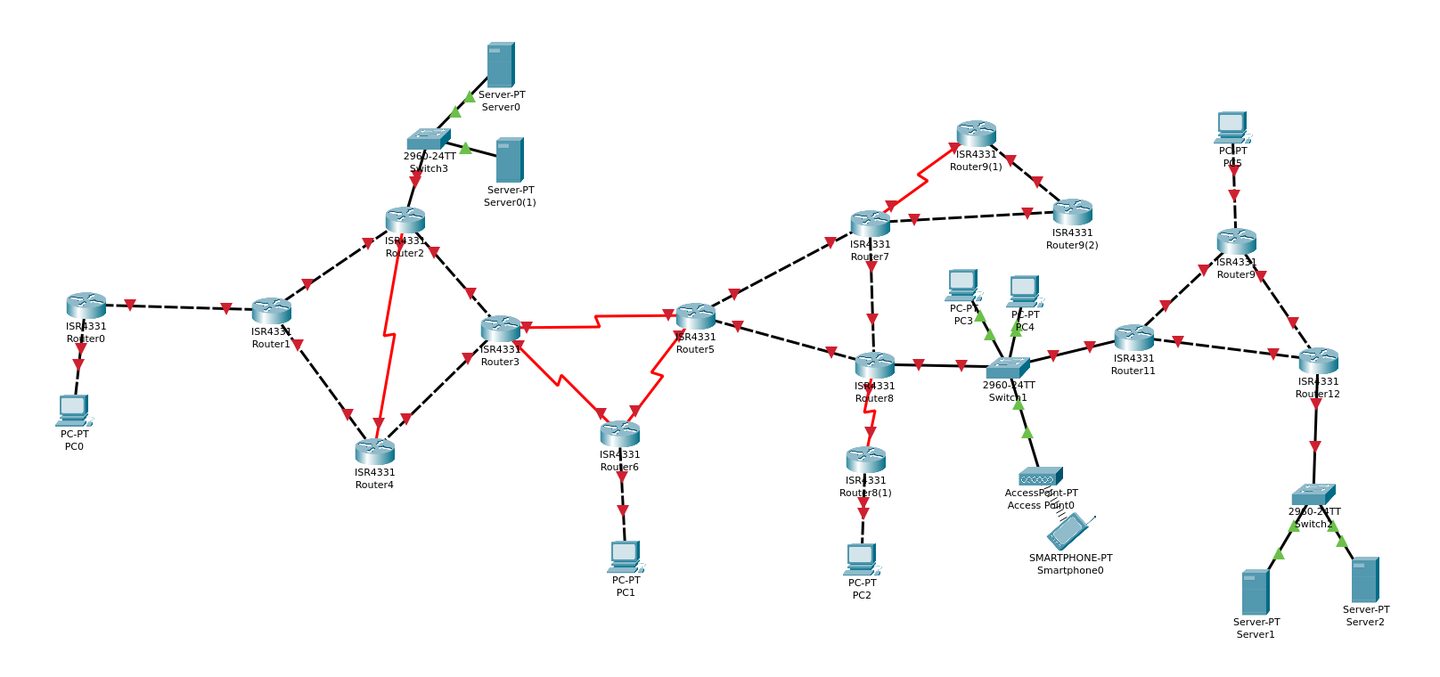 Server-PT
Server0
2960-24TT
Switch3
Server-PT
Server0(1)
ISR4331
Router2
ISR4331
Router0
ISR4331
Router1
ISR4331
Router3
PC-PT
PC0
ISR4331
Router4
ISR4331
Router5
ISR4331
Router6
PC-PT
PC1
ISR4331
Router9(1)
ISR4331
Router7
ISR4331
Router9(2)
PC-PT
PC3
PC-PT
PC4
ISR4331
Router8
2960-24TT
Switch1
ISR4331
Router8(1)
PC-PT
PC2
AccessPoint-PT
Access Point0
SMARTPHONE-PT
Smartphone0
PC-PT
PC5
ISR4331
Router9
ISR4331
Router11
ISR4331
Router12
2960-24TT
Switch2
Server-PT
Server1
Server-PT
Server2